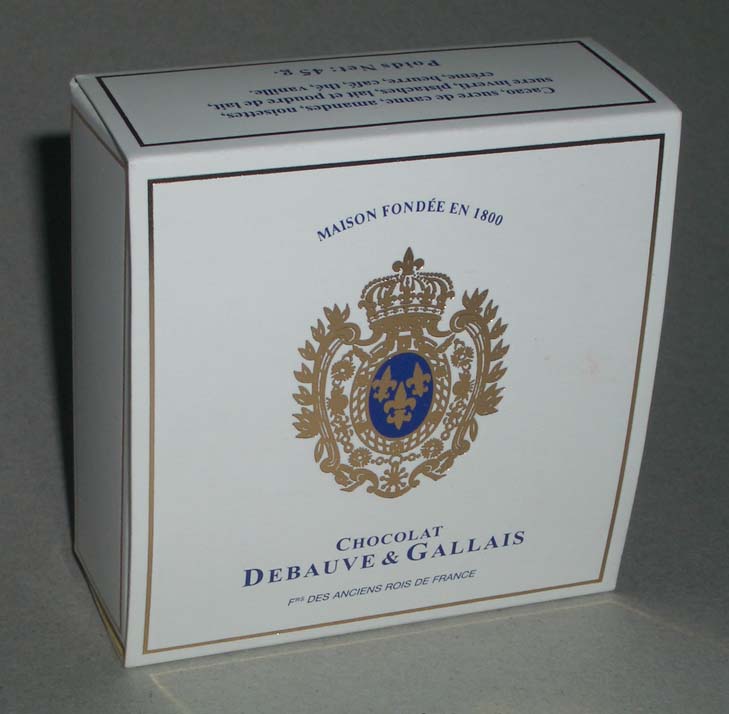 Cacao, sucre de canne, amandes, noisettes,
sucre inverti, pistaches, lait et poudre de lait,
crème, beurre, café, thé, vanille.
Poids Net: 45 g.
MAISON FONDÉE EN 1800
CHOCOLAT
DEBAUVE & GALLAIS
Frs DES ANCIENS ROIS DE FRANCE